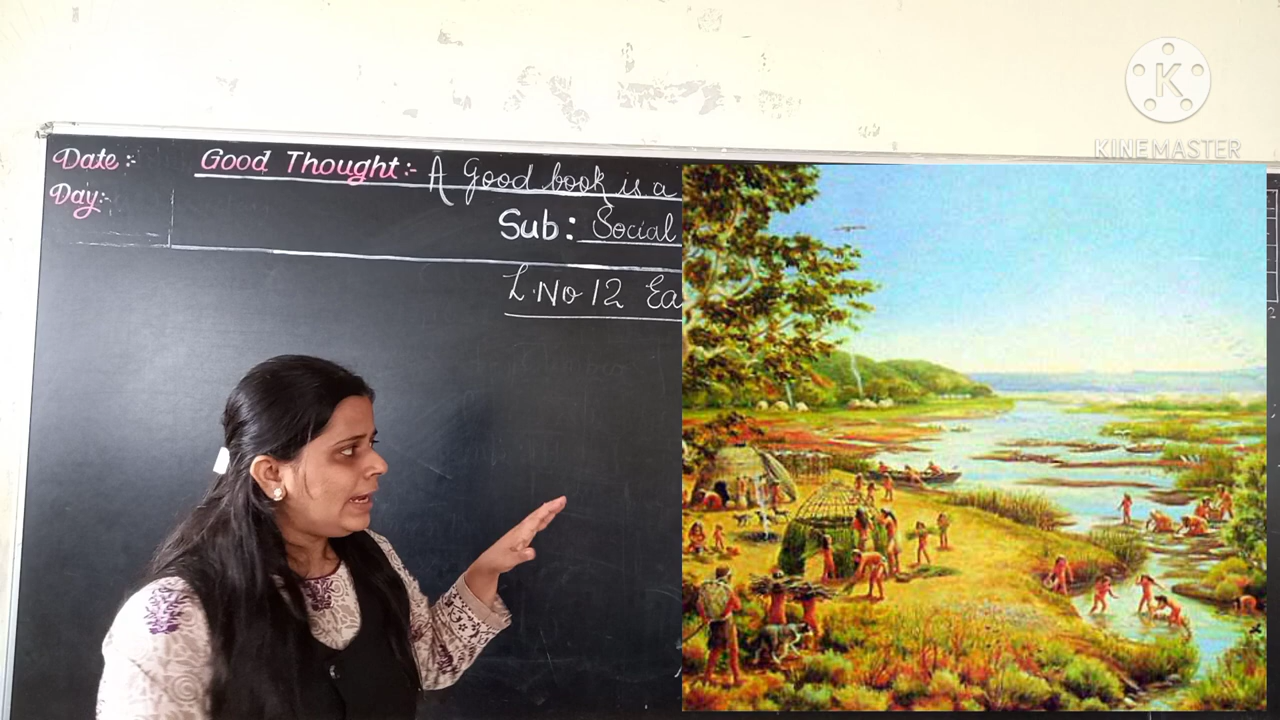 Date:-
Good Thought:- A Good book is a
Day:-
Sub: Social
L.No 12 Ea
KINEMASTER